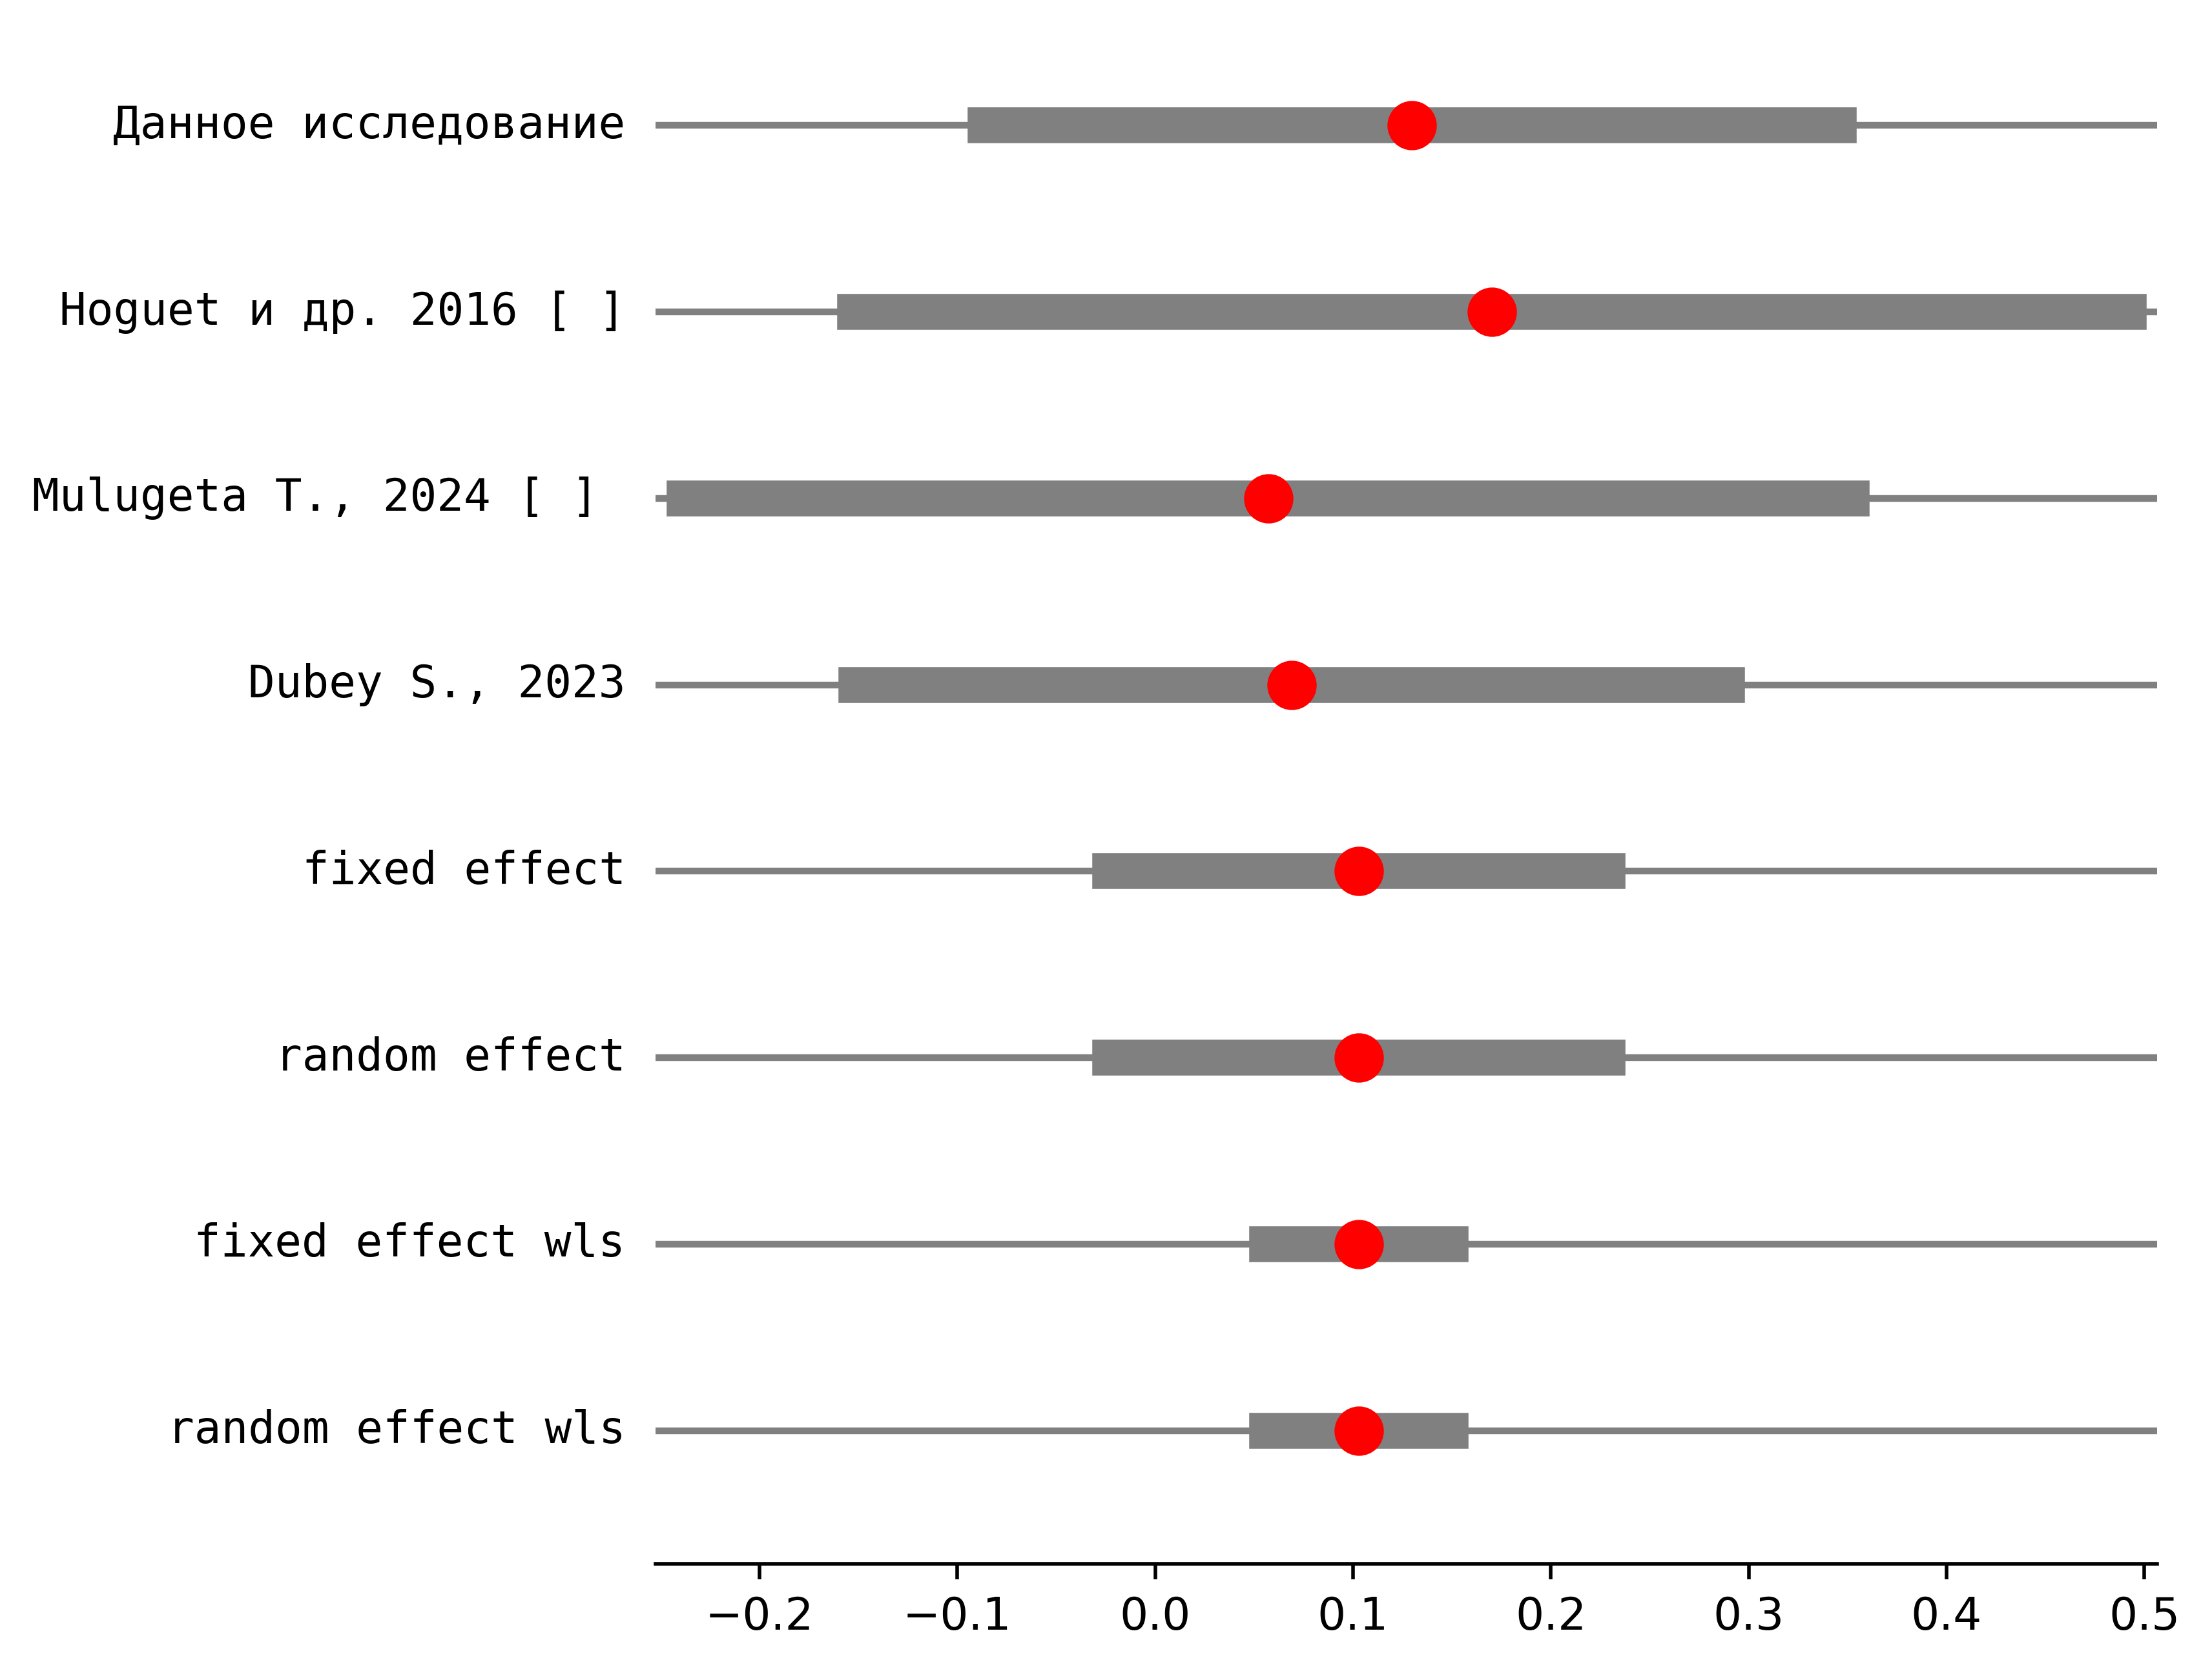 Данное исследование
Hoguet и др. 2016 [ ]
Mulugeta T., 2024 [ ]
Dubey S., 2023
fixed effect
random effect
fixed effect wls
random effect wls
−0.2 −0.1 0.0 0.1 0.2 0.3 0.4 0.5